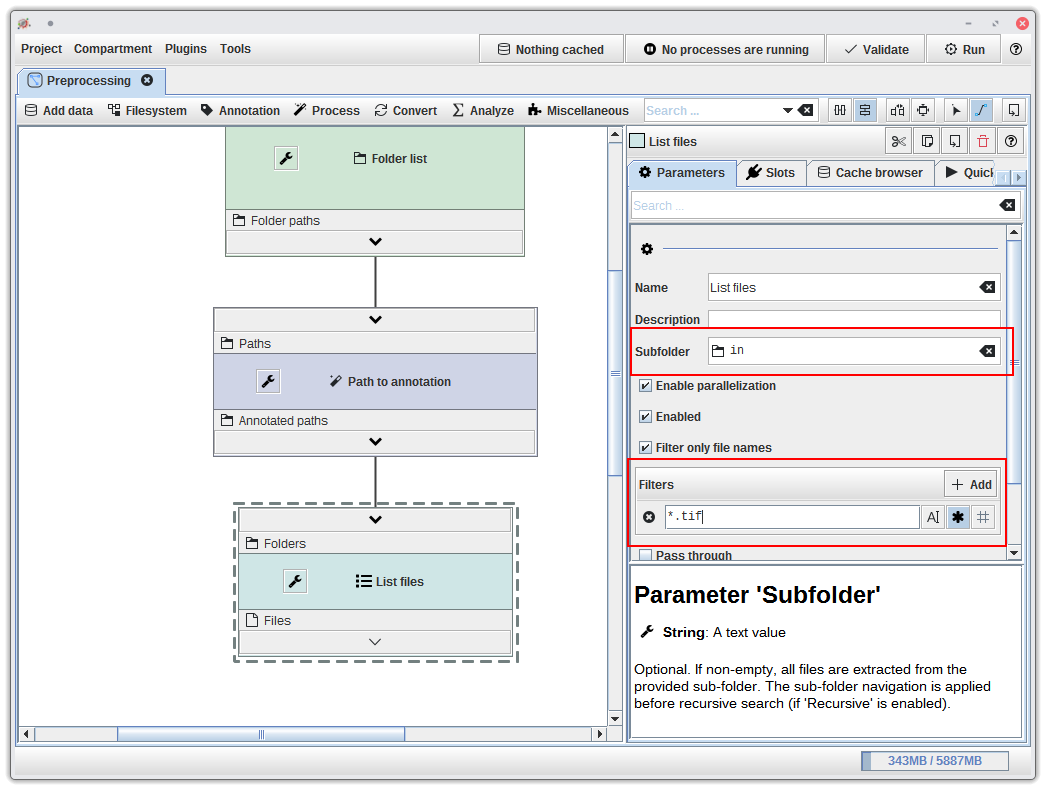 Project Compartment Plugins Tools Nothing cached No processes are running Validate Run
Preprocessing
Add data Filesystem Annotation Process Convert Analyze Miscellaneous Search ...
Folder list
Folder paths
Paths
Path to annotation
Annotated paths
Folders
List files
Files
List files
Parameters Slots Cache browser Quick
Search ...
Name List files
Description
Subfolder in
Enable parallelization
Enabled
Filter only file names
Filters Add
*.tif
Pass through
Parameter 'Subfolder'
String: A text value
Optional. If non-empty, all files are extracted from the
provided sub-folder. The sub-folder navigation is applied
before recursive search (if 'Recursive' is enabled).
343MB / 5887MB